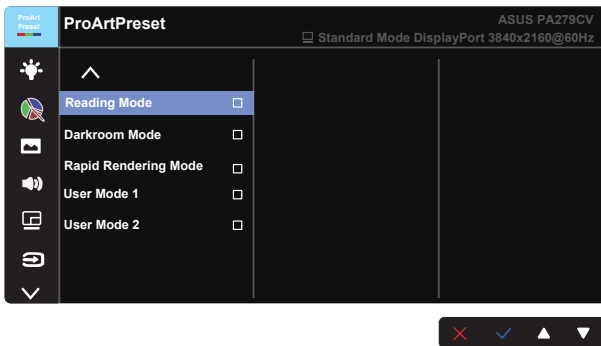 ProArt
Preset
ProArtPreset
ASUS PA279CV
Standard Mode DisplayPort 3840x2160@60Hz
Reading Mode
Darkroom Mode
Rapid Rendering Mode
User Mode 1
User Mode 2